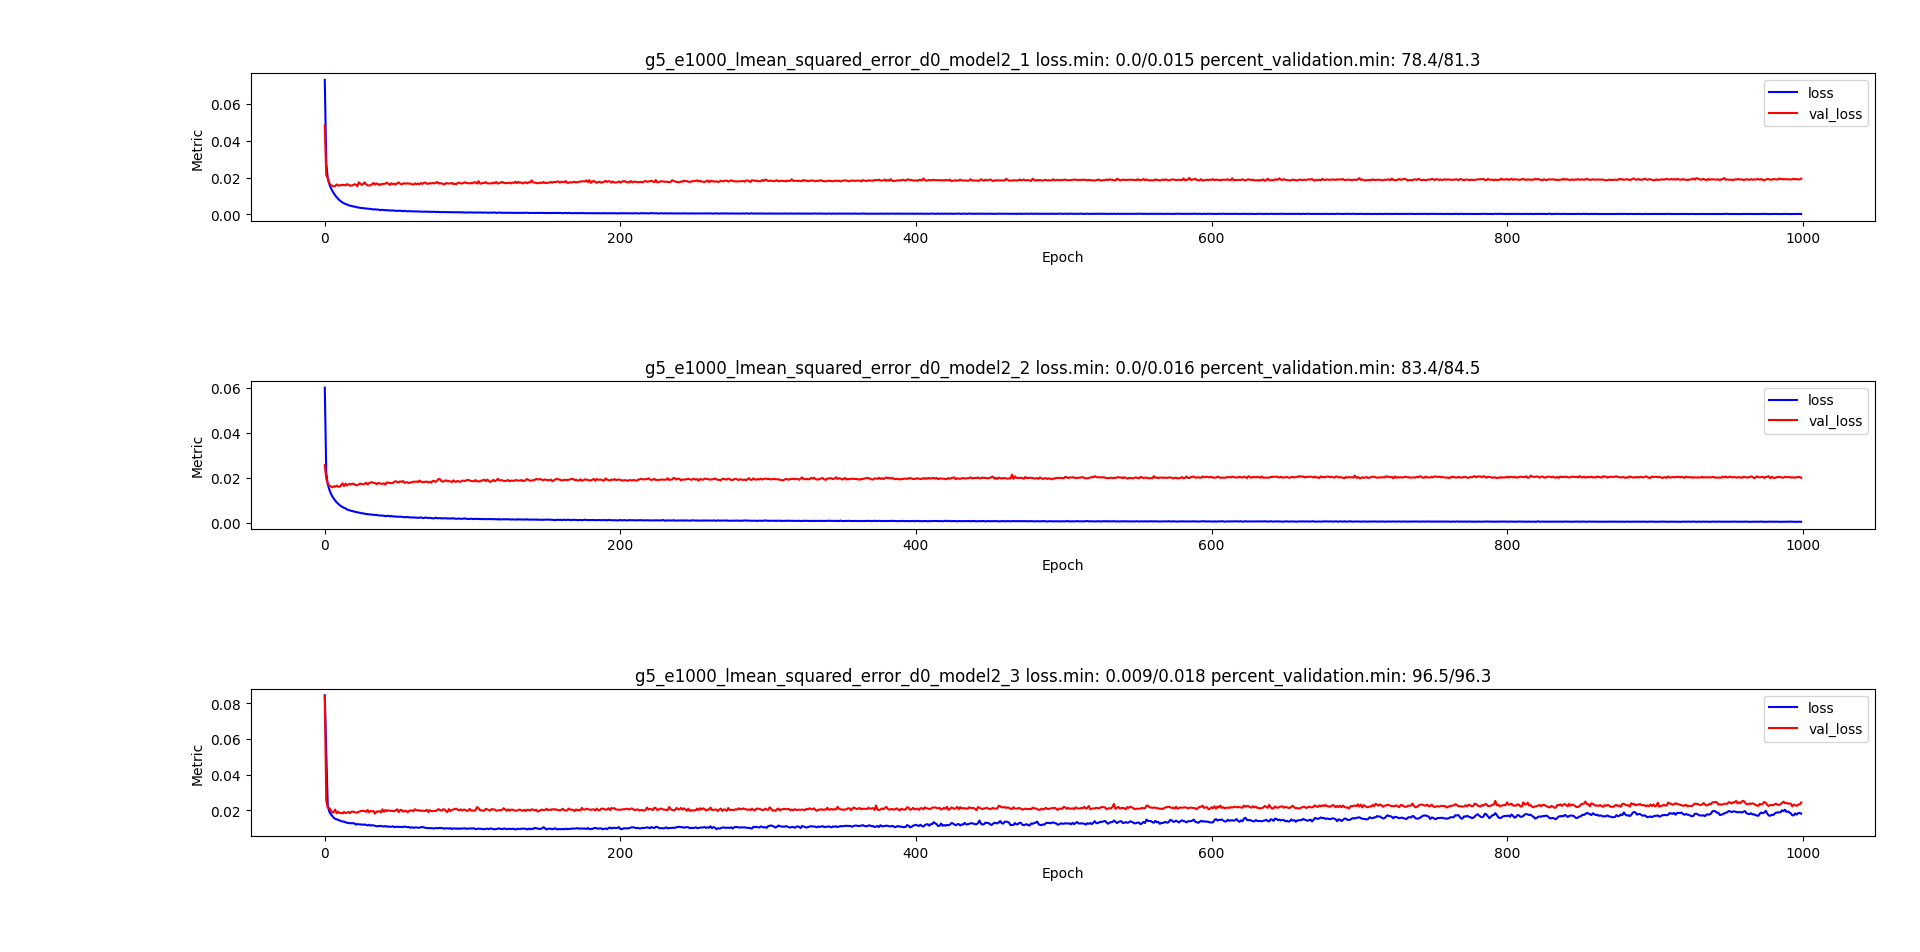 g5_e1000_lmean_squared_error_d0_model2_1 loss.min: 0.0/0.015 percent_validation.min: 78.4/81.3
loss
val_loss
Metric
0.06
0.04
0.02
0.00
0 200 400 600 800 1000
Epoch
g5_e1000_lmean_squared_error_d0_model2_2 loss.min: 0.0/0.016 percent_validation.min: 83.4/84.5
loss
val_loss
Metric
0.06
0.04
0.02
0.00
0 200 400 600 800 1000
Epoch
g5_e1000_lmean_squared_error_d0_model2_3 loss.min: 0.009/0.018 percent_validation.min: 96.5/96.3
loss
val_loss
Metric
0.08
0.06
0.04
0.02
0 200 400 600 800 1000
Epoch